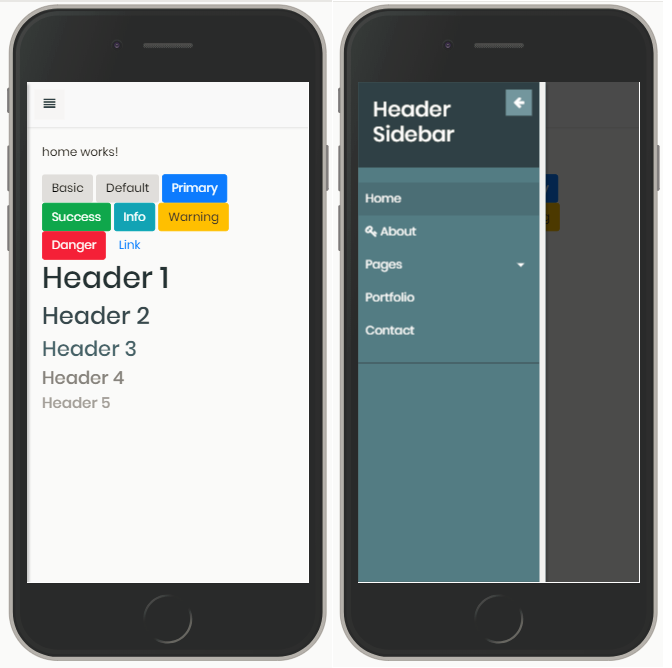 home works!
Basic Default Primary
Success Info Warning
Danger Link
Header 1
Header 2
Header 3
Header 4
Header 5
Header
Sidebar
Home
About
Pages
Portfolio
Contact